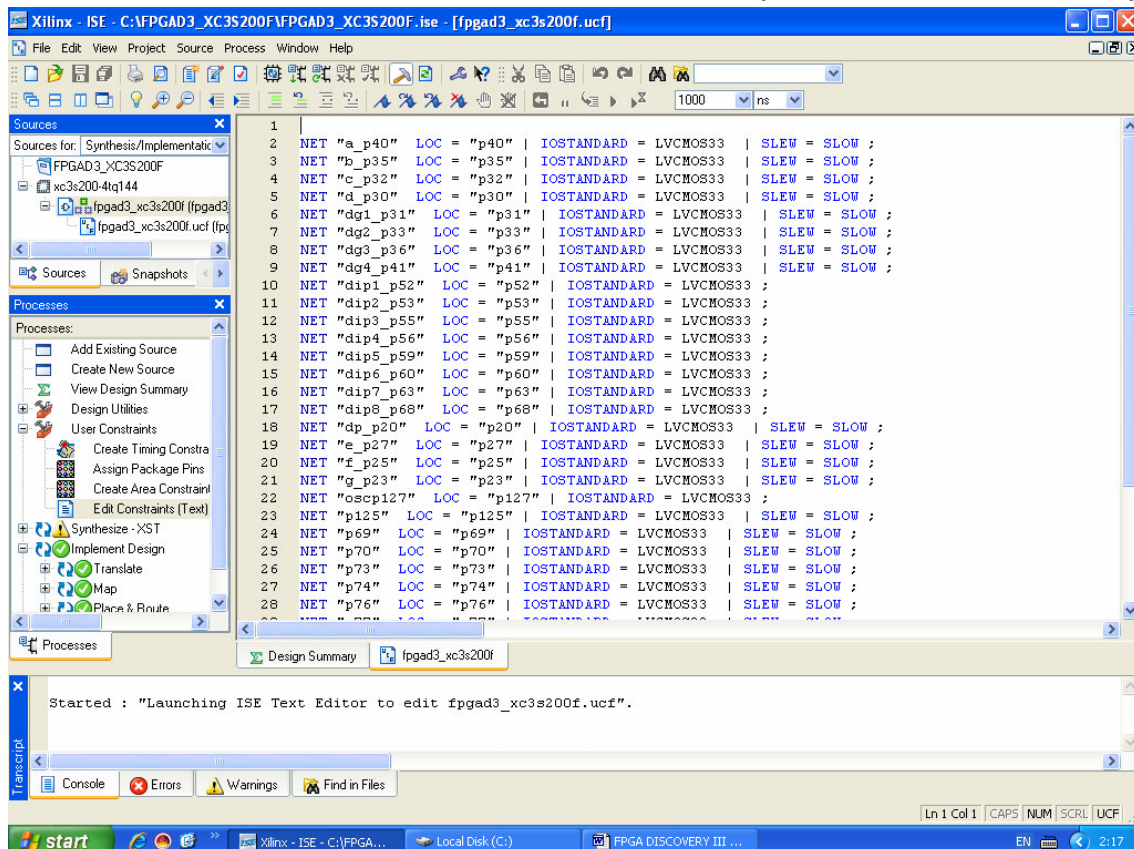 Xilinx - ISE - C:\FPGAD3_XC3S200F\FPGAD3_XC3S200F.ise - [fpgad3_xc3s200f.ucf]
File Edit View Project Source Process Window Help
1000 ns
Sources
Sources for: Synthesis/Implementatic
FPGAD3_XC3S200F
xc3s200-4tq144
fpgad3_xc3s200f (fpgad3
fpgad3_xc3s200f.ucf (fpg
Sources Snapshots
Processes
Processes:
Add Existing Source
Create New Source
View Design Summary
Design Utilities
User Constraints
Create Timing Constra
Assign Package Pins
Create Area Constraint
Edit Constraints (Text)
Synthesize - XST
Implement Design
Translate
Map
Place & Route
Processes
1
2 NET "a_p40" LOC = "p40" | IOSTANDARD = LVCMOS33 | SLEW = SLOW ;
3 NET "b_p35" LOC = "p35" | IOSTANDARD = LVCMOS33 | SLEW = SLOW ;
4 NET "c_p32" LOC = "p32" | IOSTANDARD = LVCMOS33 | SLEW = SLOW ;
5 NET "d_p30" LOC = "p30" | IOSTANDARD = LVCMOS33 | SLEW = SLOW ;
6 NET "dg1_p31" LOC = "p31" | IOSTANDARD = LVCMOS33 | SLEW = SLOW ;
7 NET "dg2_p33" LOC = "p33" | IOSTANDARD = LVCMOS33 | SLEW = SLOW ;
8 NET "dg3_p36" LOC = "p36" | IOSTANDARD = LVCMOS33 | SLEW = SLOW ;
9 NET "dg4_p41" LOC = "p41" | IOSTANDARD = LVCMOS33 | SLEW = SLOW ;
10 NET "dip1_p52" LOC = "p52" | IOSTANDARD = LVCMOS33 ;
11 NET "dip2_p53" LOC = "p53" | IOSTANDARD = LVCMOS33 ;
12 NET "dip3_p55" LOC = "p55" | IOSTANDARD = LVCMOS33 ;
13 NET "dip4_p56" LOC = "p56" | IOSTANDARD = LVCMOS33 ;
14 NET "dip5_p59" LOC = "p59" | IOSTANDARD = LVCMOS33 ;
15 NET "dip6_p60" LOC = "p60" | IOSTANDARD = LVCMOS33 ;
16 NET "dip7_p63" LOC = "p63" | IOSTANDARD = LVCMOS33 ;
17 NET "dip8_p68" LOC = "p68" | IOSTANDARD = LVCMOS33 ;
18 NET "dp_p20" LOC = "p20" | IOSTANDARD = LVCMOS33 | SLEW = SLOW ;
19 NET "e_p27" LOC = "p27" | IOSTANDARD = LVCMOS33 | SLEW = SLOW ;
20 NET "f_p25" LOC = "p25" | IOSTANDARD = LVCMOS33 | SLEW = SLOW ;
21 NET "g_p23" LOC = "p23" | IOSTANDARD = LVCMOS33 | SLEW = SLOW ;
22 NET "oscp127" LOC = "p127" | IOSTANDARD = LVCMOS33 ;
23 NET "p125" LOC = "p125" | IOSTANDARD = LVCMOS33 | SLEW = SLOW ;
24 NET "p69" LOC = "p69" | IOSTANDARD = LVCMOS33 | SLEW = SLOW ;
25 NET "p70" LOC = "p70" | IOSTANDARD = LVCMOS33 | SLEW = SLOW ;
26 NET "p73" LOC = "p73" | IOSTANDARD = LVCMOS33 | SLEW = SLOW ;
27 NET "p74" LOC = "p74" | IOSTANDARD = LVCMOS33 | SLEW = SLOW ;
28 NET "p76" LOC = "p76" | IOSTANDARD = LVCMOS33 | SLEW = SLOW ;
Design Summary fpgad3_xc3s200f
Started : "Launching ISE Text Editor to edit fpgad3_xc3s200f.ucf".
Transcript
Console Errors Warnings Find in Files
Ln 1 Col 1 CAPS NUM SCRL UCF
start Xilinx - ISE - C:\FPGA... Local Disk (C:) FPGA DISCOVERY III ... EN 2:17